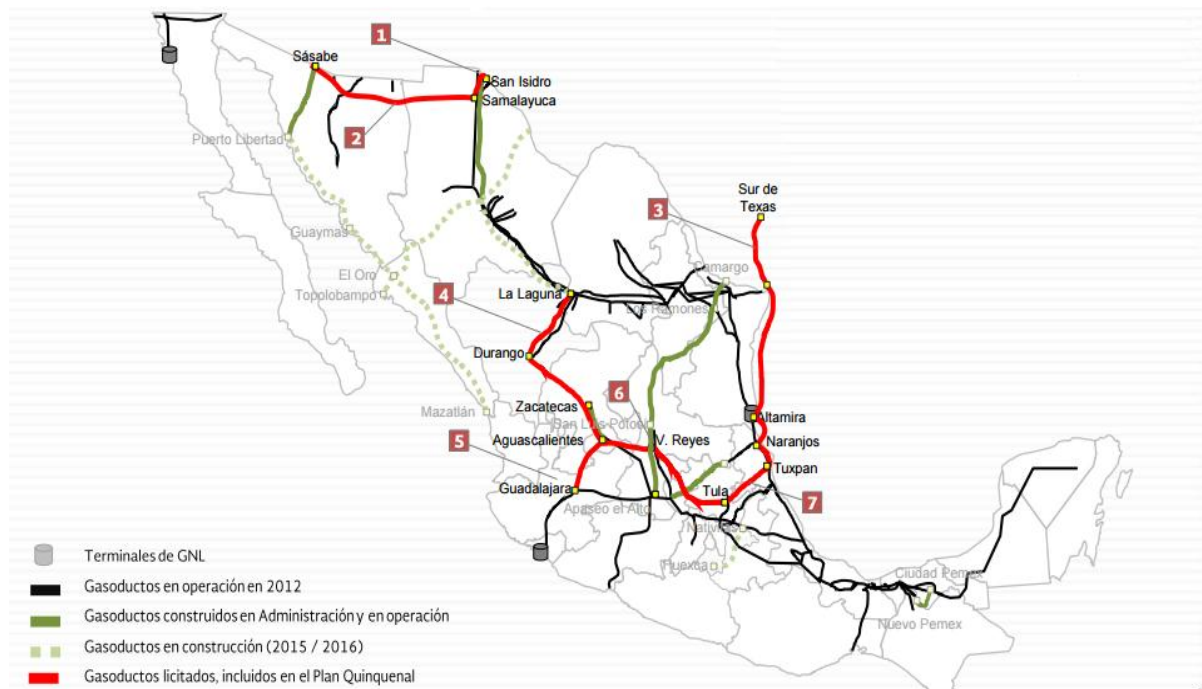 1
Sásabe
San Isidro
Samalayuca
2
Puerto Libertad
Sur de
Texas
3
Guaymas
El Oro
Camargo
Topolobampo
La Laguna
4
Los Ramones
Durango
6
Zacatecas
Mazatlán
San Luis Potosí
Altamira
Aguascalientes
V. Reyes
Naranjos
5
Tuxpan
Guadalajara
Tula
7
Apaseo el Alto
Nativitas
Terminales de GNL
Huexca
Ciudad Pemex
Gasoductos en operación en 2012
Gasoductos construidos en Administración y en operación
Nuevo Pemex
Gasoductos en construcción (2015 / 2016)
Gasoductos licitados, incluidos en el Plan Quinquenal